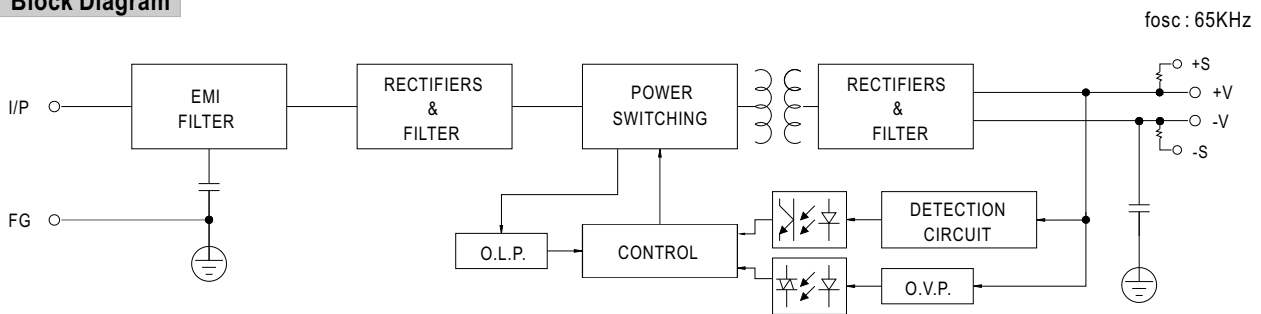 Block Diagram
fosc : 65KHz
I/P
EMI
FILTER
RECTIFIERS
&
FILTER
POWER
SWITCHING
RECTIFIERS
&
FILTER
+S
+V
-V
-S
FG
O.L.P.
CONTROL
DETECTION
CIRCUIT
O.V.P.